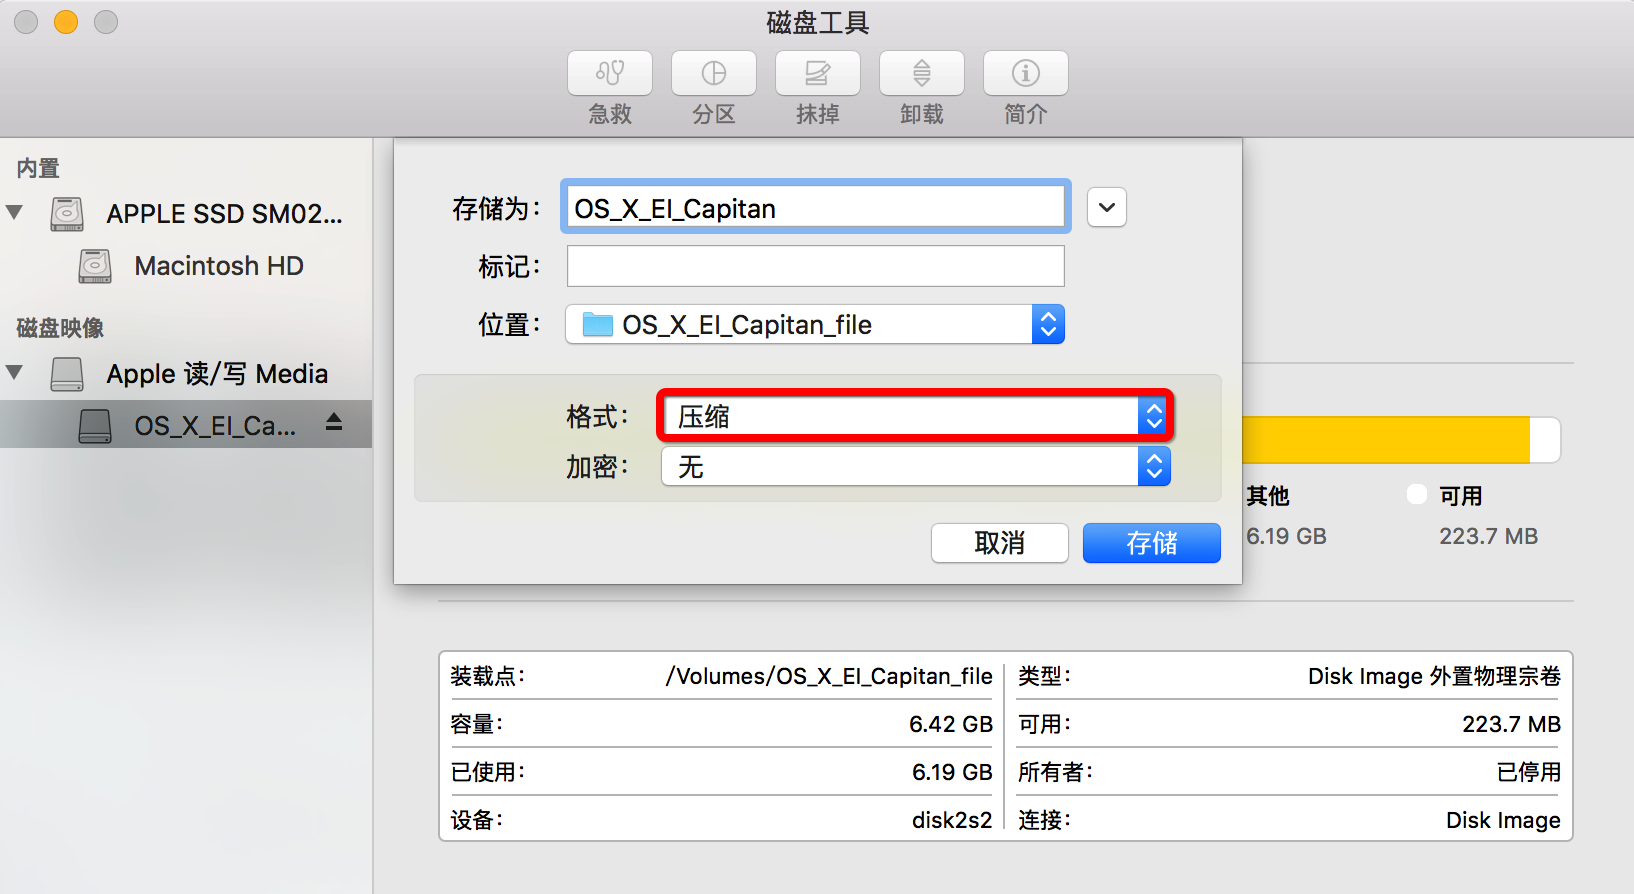 磁盘工具
急救 分区 抹掉 卸载 简介
内置
APPLE SSD SM02...
Macintosh HD
磁盘映像
Apple 读/写 Media
OS_X_El_Ca...
存储为： OS_X_El_Capitan
标记：
位置： OS_X_El_Capitan_file
格式： 压缩
加密： 无
取消 存储
其他 可用
6.19 GB 223.7 MB
装载点： /Volumes/OS_X_El_Capitan_file 类型： Disk Image 外置物理宗卷
容量： 6.42 GB 可用： 223.7 MB
已使用： 6.19 GB 所有者： 已停用
设备： disk2s2 连接： Disk Image